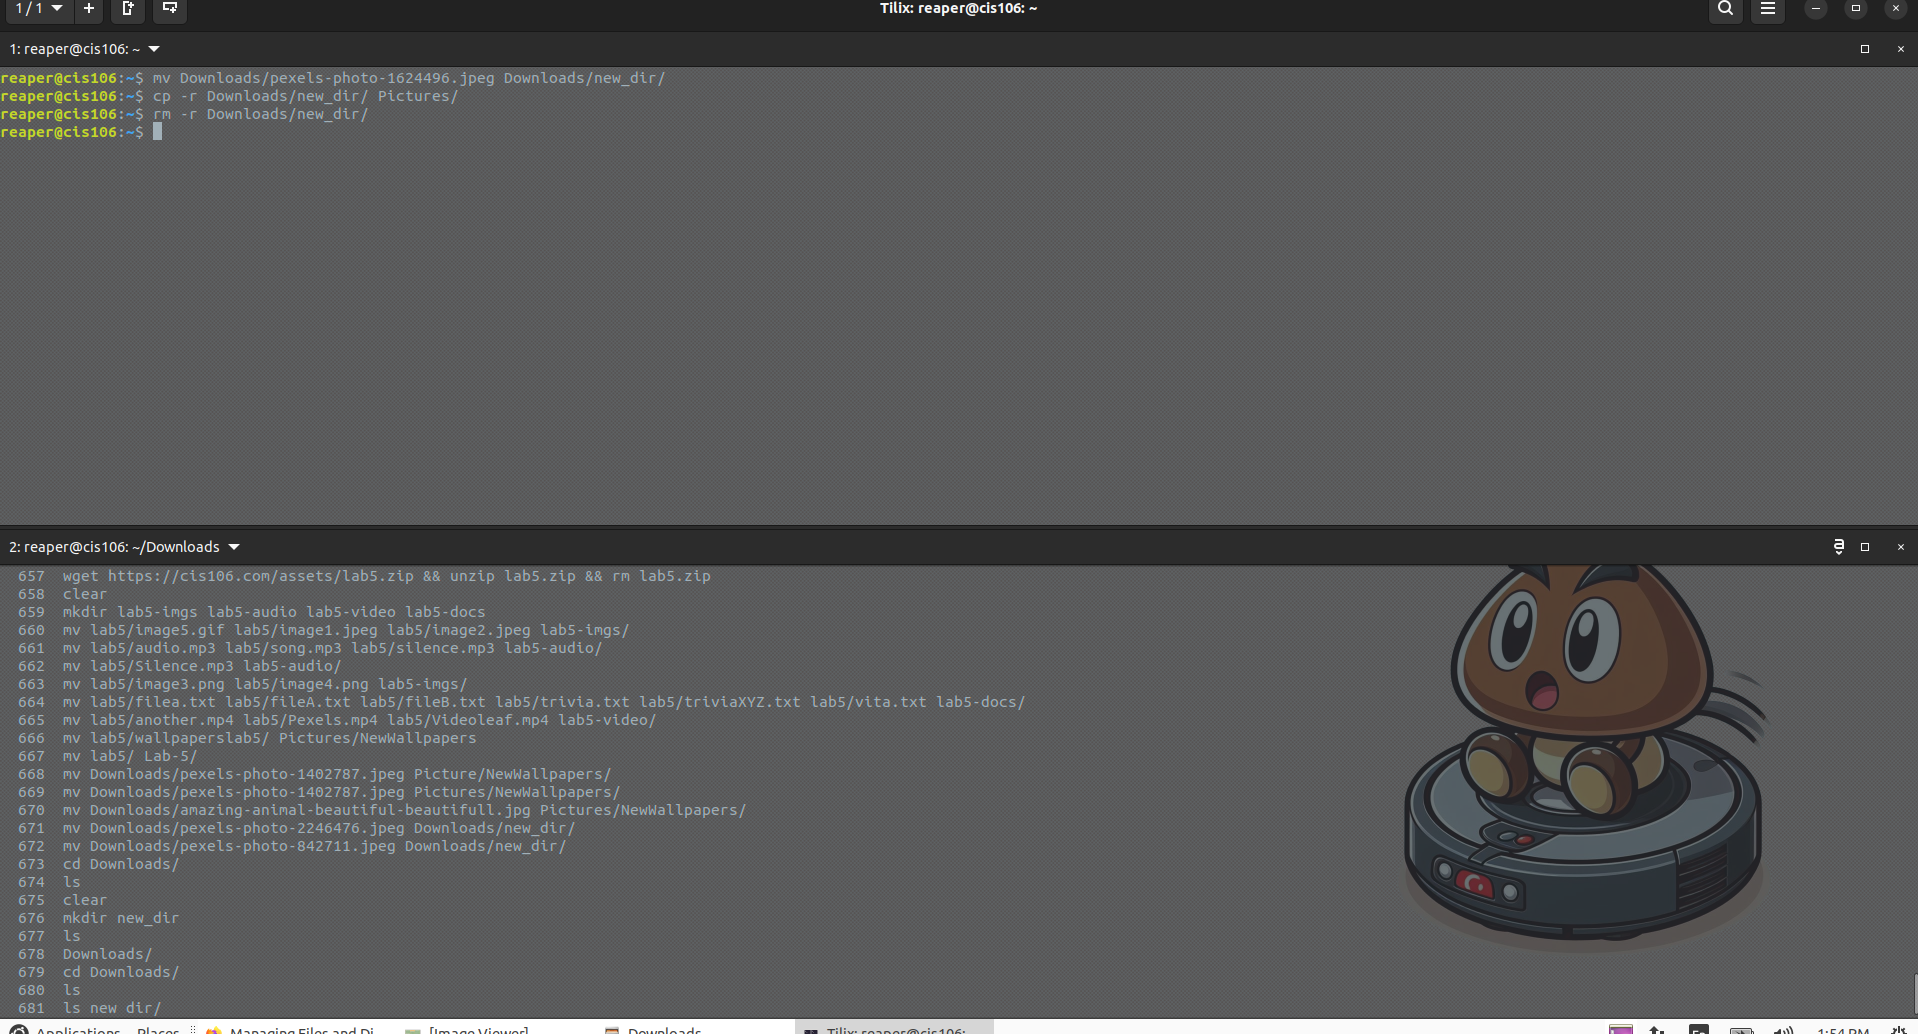 1 / 1
Tilix: reaper@cis106: ~
1: reaper@cis106: ~
reaper@cis106:~$ mv Downloads/pexels-photo-1624496.jpeg Downloads/new_dir/
reaper@cis106:~$ cp -r Downloads/new_dir/ Pictures/
reaper@cis106:~$ rm -r Downloads/new_dir/
reaper@cis106:~$
2: reaper@cis106: ~/Downloads
657 wget https://cis106.com/assets/lab5.zip && unzip lab5.zip && rm lab5.zip
658 clear
659 mkdir lab5-imgs lab5-audio lab5-video lab5-docs
660 mv lab5/image5.gif lab5/image1.jpeg lab5/image2.jpeg lab5-imgs/
661 mv lab5/audio.mp3 lab5/song.mp3 lab5/silence.mp3 lab5-audio/
662 mv lab5/Silence.mp3 lab5-audio/
663 mv lab5/image3.png lab5/image4.png lab5-imgs/
664 mv lab5/filea.txt lab5/fileA.txt lab5/fileB.txt lab5/trivia.txt lab5/triviaXYZ.txt lab5/vita.txt lab5-docs/
665 mv lab5/another.mp4 lab5/Pexels.mp4 lab5/Videoleaf.mp4 lab5-video/
666 mv lab5/wallpaperslab5/ Pictures/NewWallpapers
667 mv lab5/ Lab-5/
668 mv Downloads/pexels-photo-1402787.jpeg Picture/NewWallpapers/
669 mv Downloads/pexels-photo-1402787.jpeg Pictures/NewWallpapers/
670 mv Downloads/amazing-animal-beautiful-beautifull.jpg Pictures/NewWallpapers/
671 mv Downloads/pexels-photo-2246476.jpeg Downloads/new_dir/
672 mv Downloads/pexels-photo-842711.jpeg Downloads/new_dir/
673 cd Downloads/
674 ls
675 clear
676 mkdir new_dir
677 ls
678 Downloads/
679 cd Downloads/
680 ls
681 ls new_dir/
Applications Places Managing Files and Di [Image Viewer] Downloads Tilix: reaper@cis106: En 1:54 PM